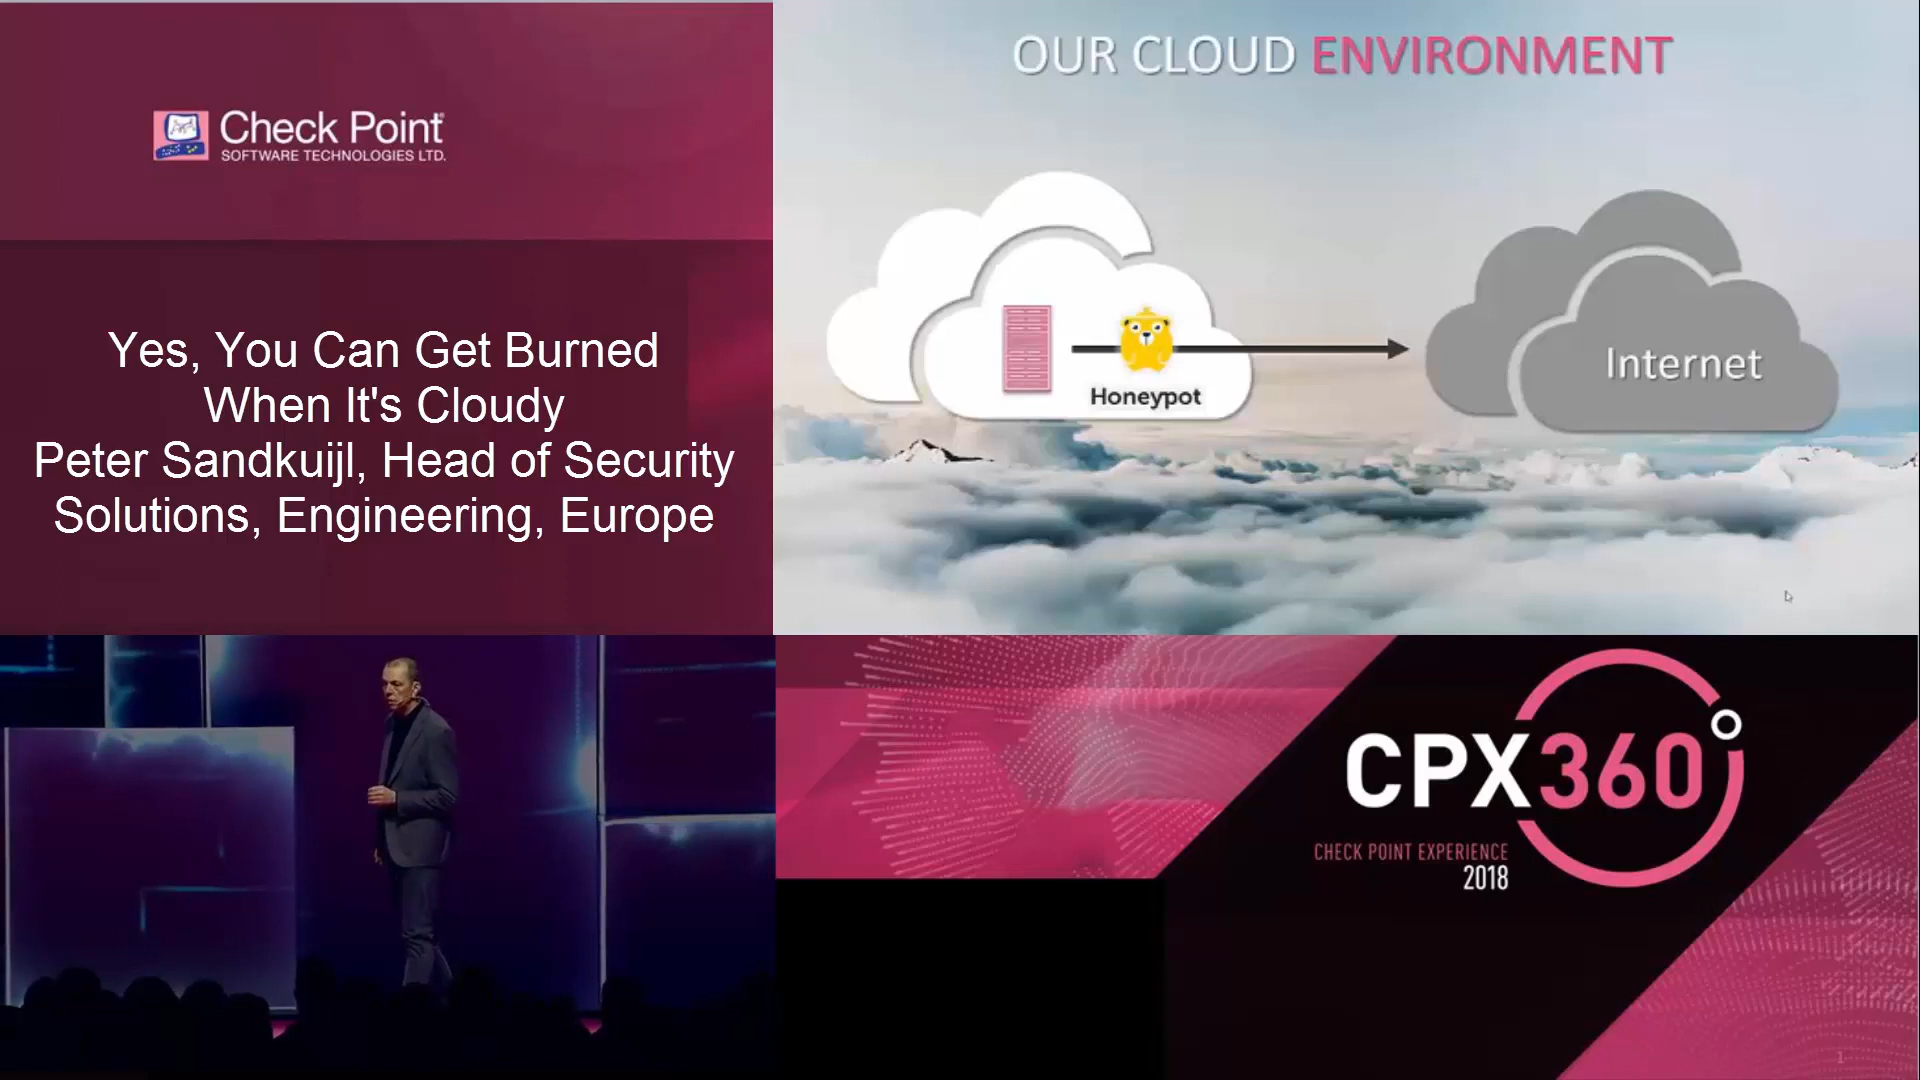 Check Point
SOFTWARE TECHNOLOGIES LTD.
Yes, You Can Get Burned
When It's Cloudy
Peter Sandkuijl, Head of Security
Solutions, Engineering, Europe
OUR CLOUD ENVIRONMENT
Honeypot
Internet
CPX360°
CHECK POINT EXPERIENCE
2018
1